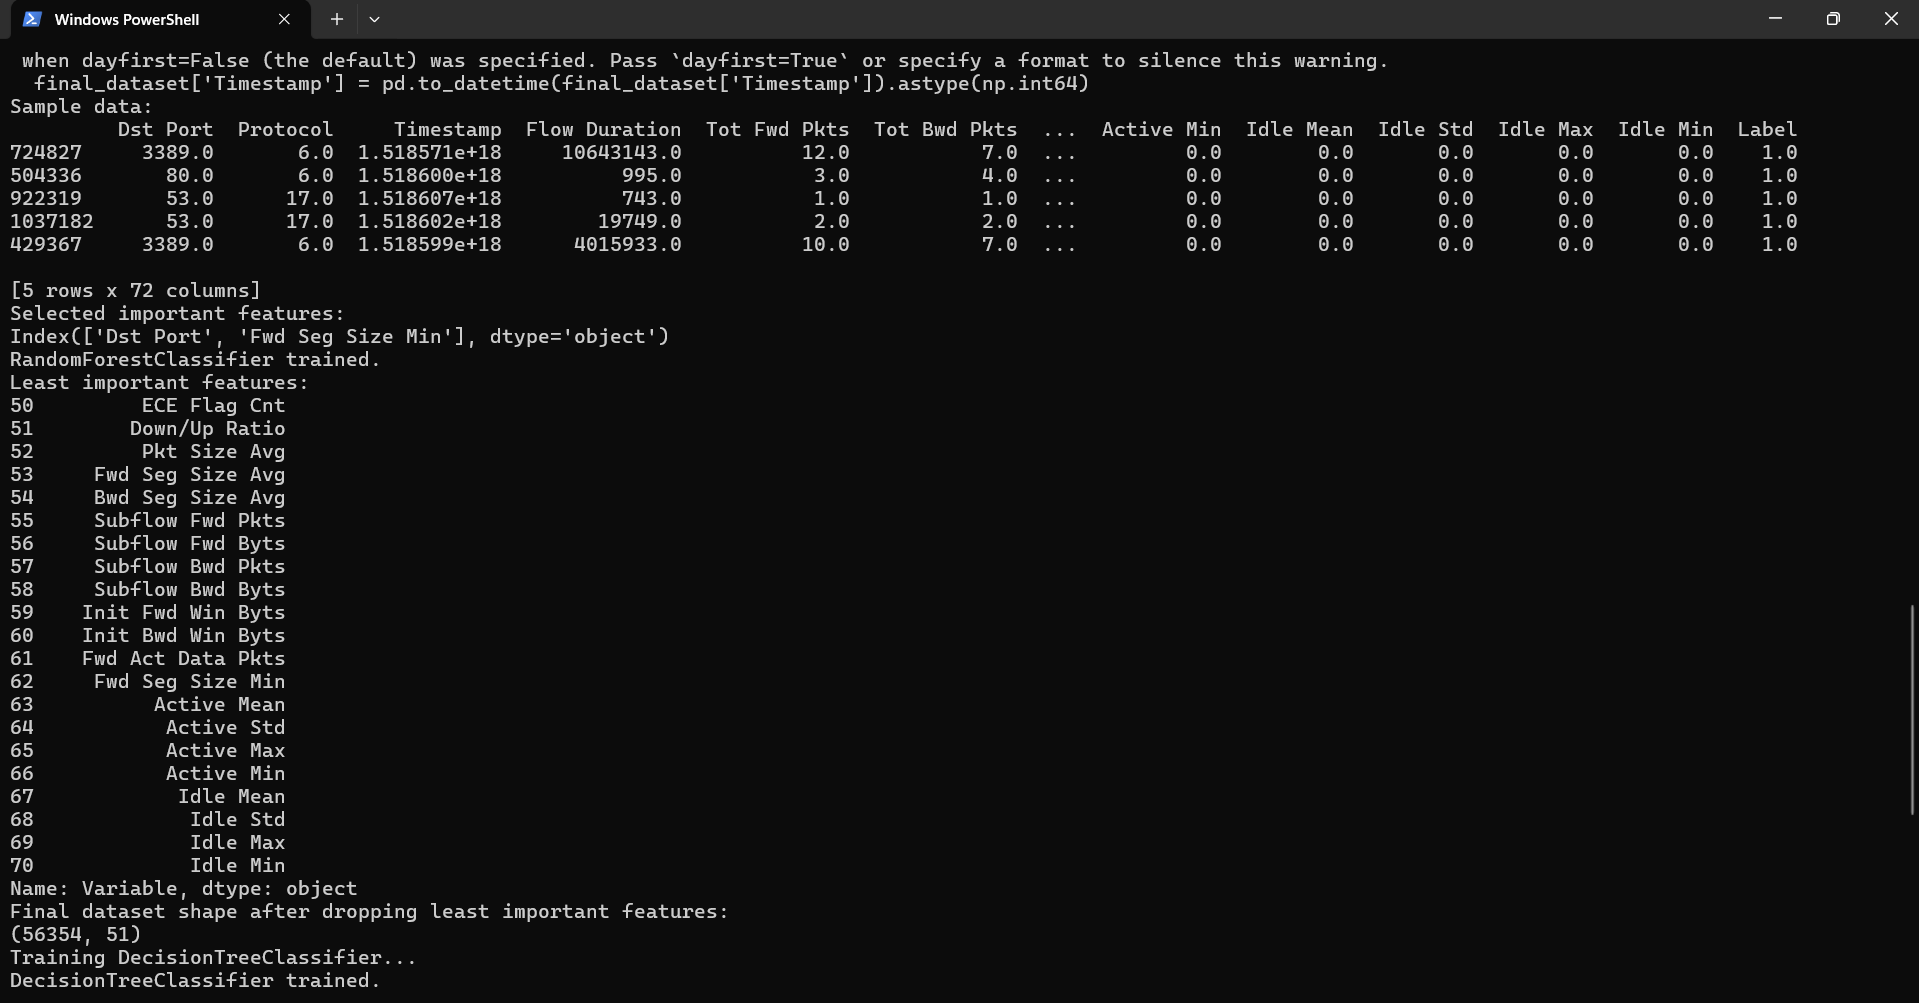 Windows PowerShell
when dayfirst=False (the default) was specified. Pass `dayfirst=True` or specify a format to silence this warning.
final_dataset['Timestamp'] = pd.to_datetime(final_dataset['Timestamp']).astype(np.int64)
Sample data:
Dst Port  Protocol     Timestamp  Flow Duration  Tot Fwd Pkts  Tot Bwd Pkts  ...  Active Min  Idle Mean  Idle Std  Idle Max  Idle Min  Label
724827     3389.0       6.0  1.518571e+18     10643143.0          12.0           7.0  ...         0.0        0.0       0.0       0.0       0.0    1.0
504336       80.0       6.0  1.518600e+18          995.0           3.0           4.0  ...         0.0        0.0       0.0       0.0       0.0    1.0
922319       53.0      17.0  1.518607e+18          743.0           1.0           1.0  ...         0.0        0.0       0.0       0.0       0.0    1.0
1037182      53.0      17.0  1.518602e+18        19749.0           2.0           2.0  ...         0.0        0.0       0.0       0.0       0.0    1.0
429367     3389.0       6.0  1.518599e+18      4015933.0          10.0           7.0  ...         0.0        0.0       0.0       0.0       0.0    1.0
[5 rows x 72 columns]
Selected important features:
Index(['Dst Port', 'Fwd Seg Size Min'], dtype='object')
RandomForestClassifier trained.
Least important features:
50         ECE Flag Cnt
51        Down/Up Ratio
52         Pkt Size Avg
53     Fwd Seg Size Avg
54     Bwd Seg Size Avg
55     Subflow Fwd Pkts
56     Subflow Fwd Byts
57     Subflow Bwd Pkts
58     Subflow Bwd Byts
59    Init Fwd Win Byts
60    Init Bwd Win Byts
61    Fwd Act Data Pkts
62     Fwd Seg Size Min
63          Active Mean
64           Active Std
65           Active Max
66           Active Min
67            Idle Mean
68             Idle Std
69             Idle Max
70             Idle Min
Name: Variable, dtype: object
Final dataset shape after dropping least important features:
(56354, 51)
Training DecisionTreeClassifier...
DecisionTreeClassifier trained.